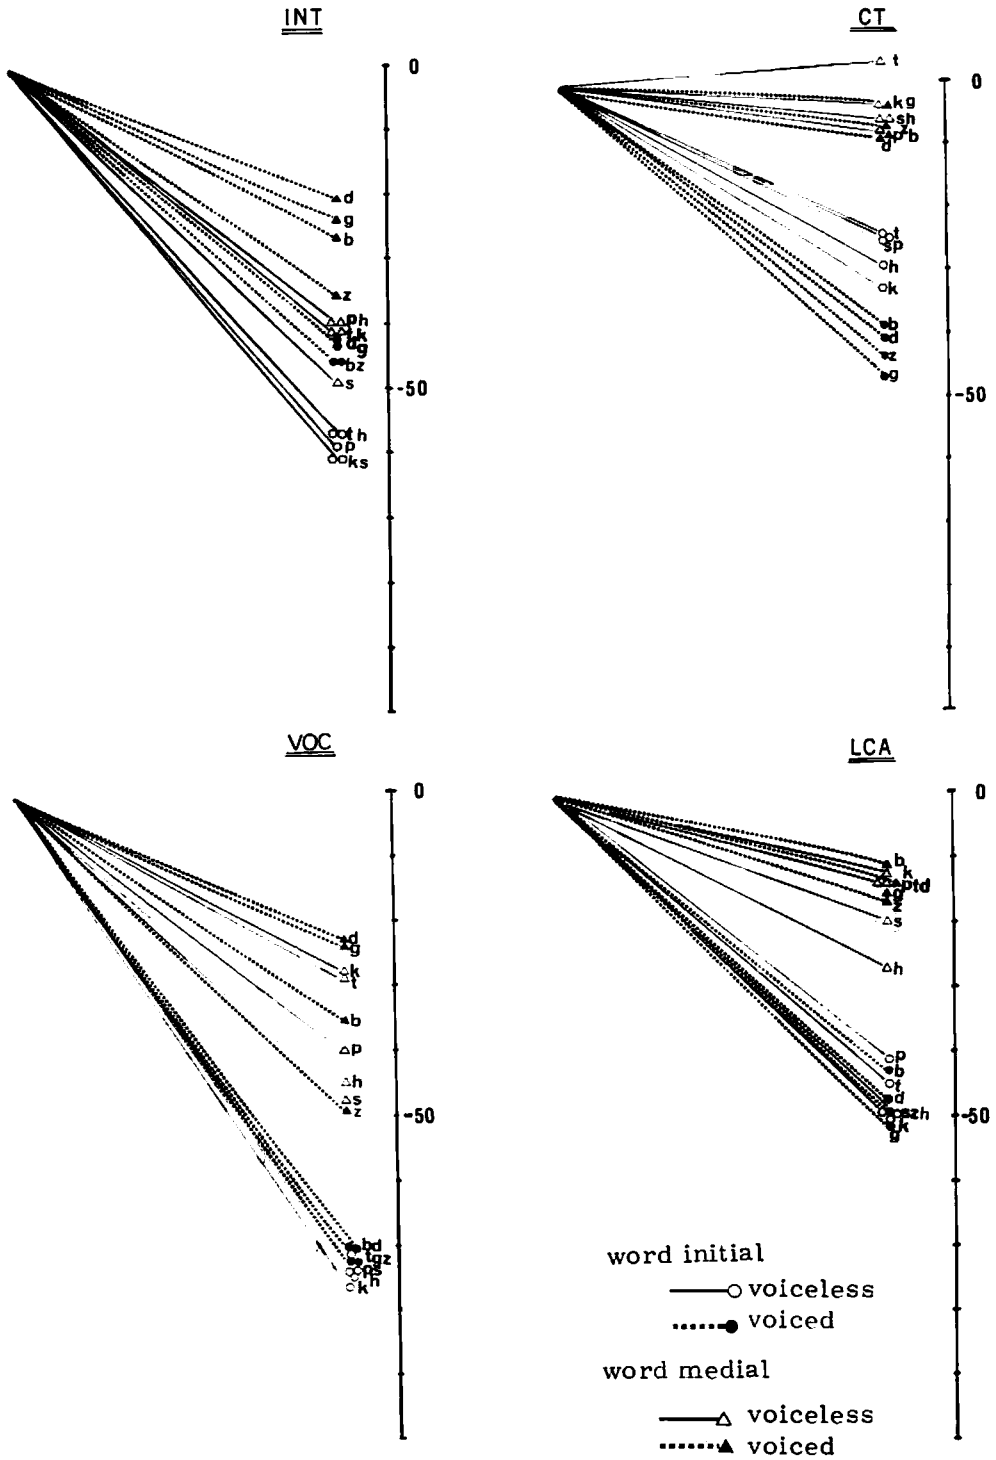 INT
0
d
g
b
z
ph
tk
dg
bz
s
-50
th
p
ks
CT
t
0
kg
sh
z
pb
d
t
sp
h
k
b
d
z
g
-50
VOC
0
d
g
k
t
b
p
h
s
z
-50
bd
tgz
ps
h
k
LCA
0
b
k
ptd
g
z
s
h
p
b
t
d
szh
k
g
-50
word initial
voiceless
voiced
word medial
voiceless
voiced